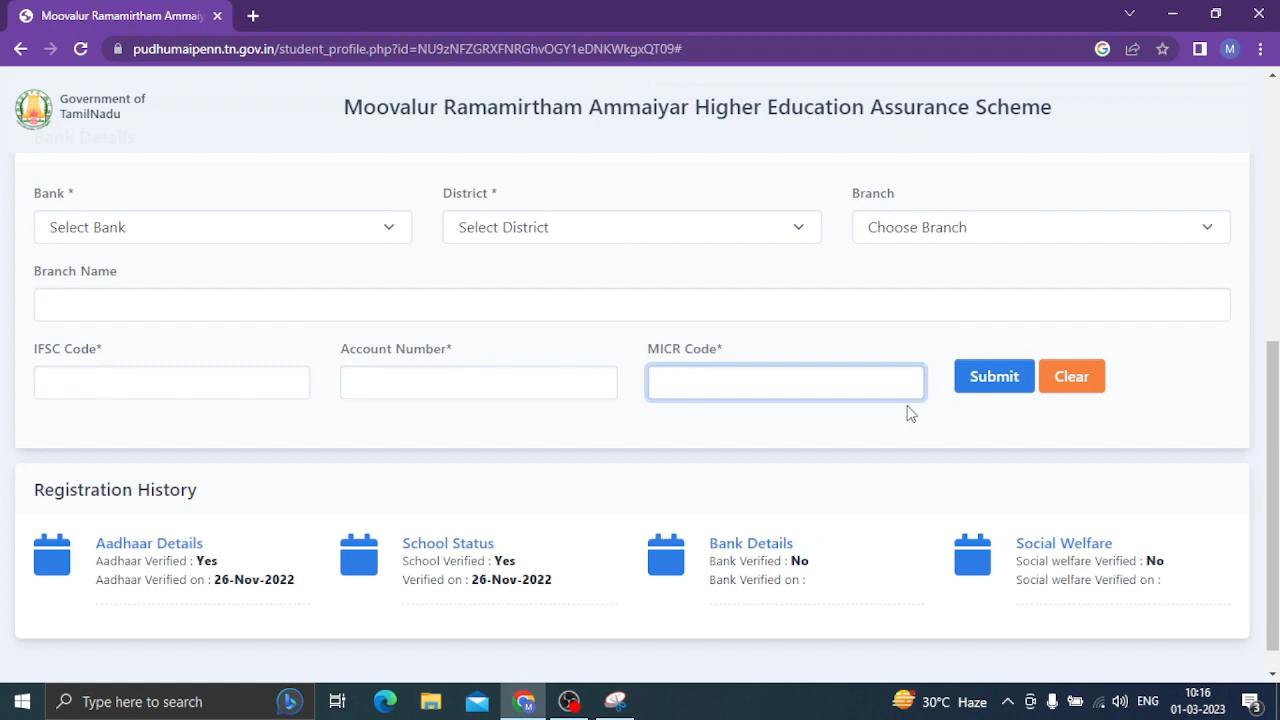 Moovalur Ramamirtham Ammaiy
pudhumaipenn.tn.gov.in/student_profile.php?id=NU9zNFZGRXFNRGhvOGY1eDNKWkgxQT09#
M
Government of
TamilNadu
Moovalur Ramamirtham Ammaiyar Higher Education Assurance Scheme
Bank Details
Bank * District * Branch
Select Bank Select District Choose Branch
Branch Name
IFSC Code* Account Number* MICR Code*
Submit Clear
Registration History
Aadhaar Details School Status Bank Details Social Welfare
Aadhaar Verified : Yes School Verified : Yes Bank Verified : No Social welfare Verified : No
Aadhaar Verified on : 26-Nov-2022 Verified on : 26-Nov-2022 Bank Verified on : Social welfare Verified on :
Type here to search 30°C Haze ENG 10:16
01-03-2023 3